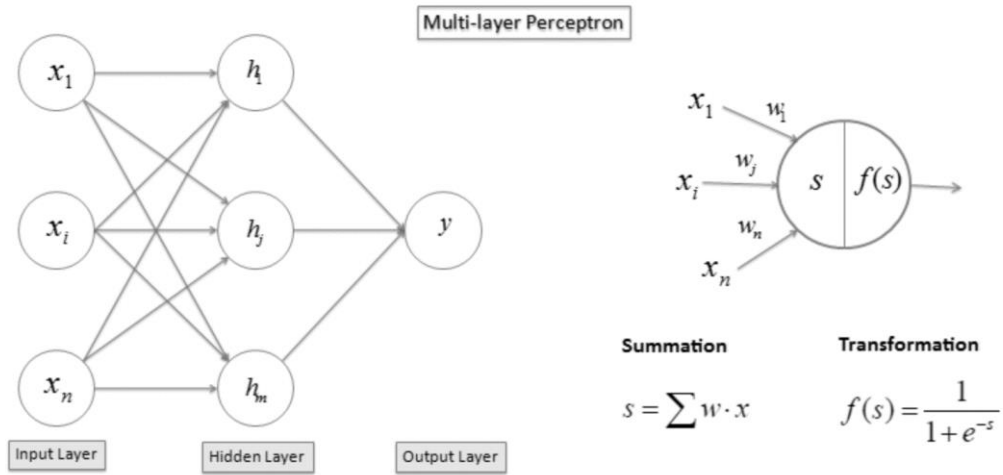 Multi-layer Perceptron
x₁
h₁
xᵢ
hⱼ
y
xₙ
hₘ
Input Layer
Hidden Layer
Output Layer
x₁
w₁
xᵢ
wⱼ
s
f(s)
wₙ
xₙ
Summation
Transformation
s = ∑ w · x
f(s) = 1 / (1 + e⁻ˢ)